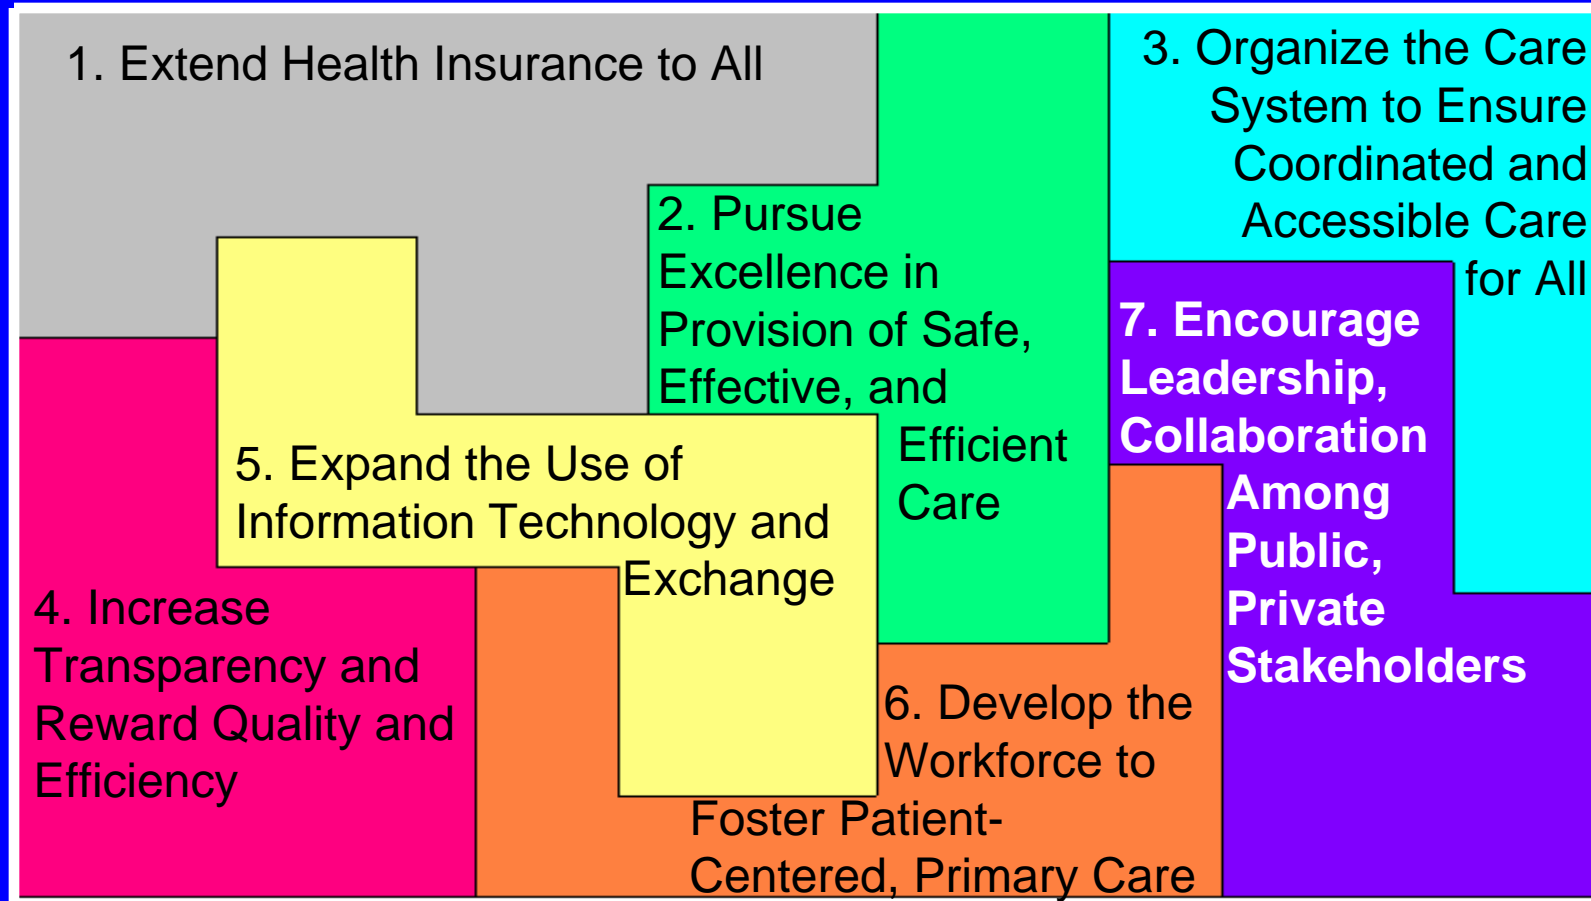 1. Extend Health Insurance to All
2. Pursue
Excellence in
Provision of Safe,
Effective, and
Efficient
Care
3. Organize the Care
System to Ensure
Coordinated and
Accessible Care
for All
4. Increase
Transparency and
Reward Quality and
Efficiency
5. Expand the Use of
Information Technology and
Exchange
6. Develop the
Workforce to
Foster Patient-
Centered, Primary Care
7. Encourage
Leadership,
Collaboration
Among
Public,
Private
Stakeholders